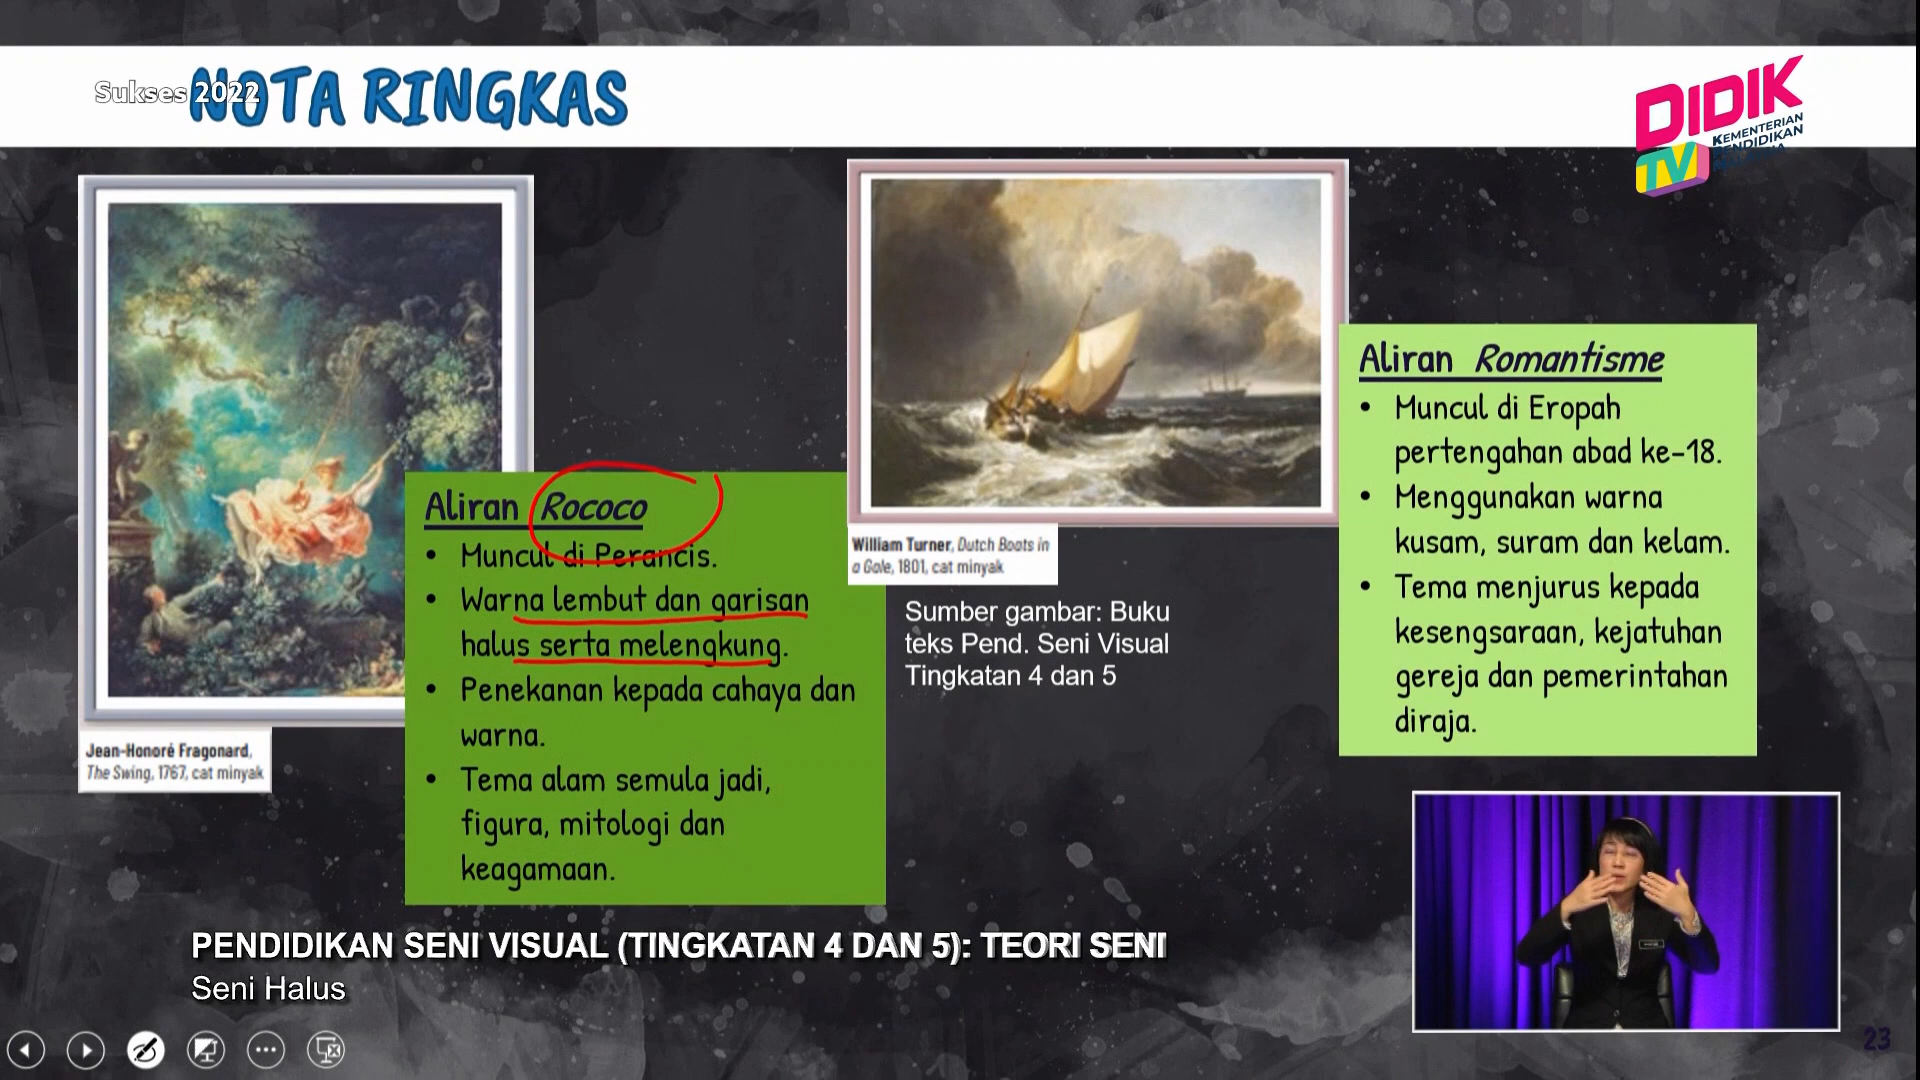 Sukses 2022
NOTA RINGKAS
DIDIK
TV
KEMENTERIAN
PENDIDIKAN
Aliran Rococo
• Muncul di Perancis.
• Warna lembut dan garisan
halus serta melengkung.
• Penekanan kepada cahaya dan
warna.
• Tema alam semula jadi,
figura, mitologi dan
keagamaan.
Jean-Honoré Fragonard,
The Swing, 1767, cat minyak
William Turner, Dutch Boats in
a Gale, 1801, cat minyak
Sumber gambar: Buku
teks Pend. Seni Visual
Tingkatan 4 dan 5
Aliran Romantisme
• Muncul di Eropah
pertengahan abad ke-18.
• Menggunakan warna
kusam, suram dan kelam.
• Tema menjurus kepada
kesengsaraan, kejatuhan
gereja dan pemerintahan
diraja.
PENDIDIKAN SENI VISUAL (TINGKATAN 4 DAN 5): TEORI SENI
Seni Halus
23